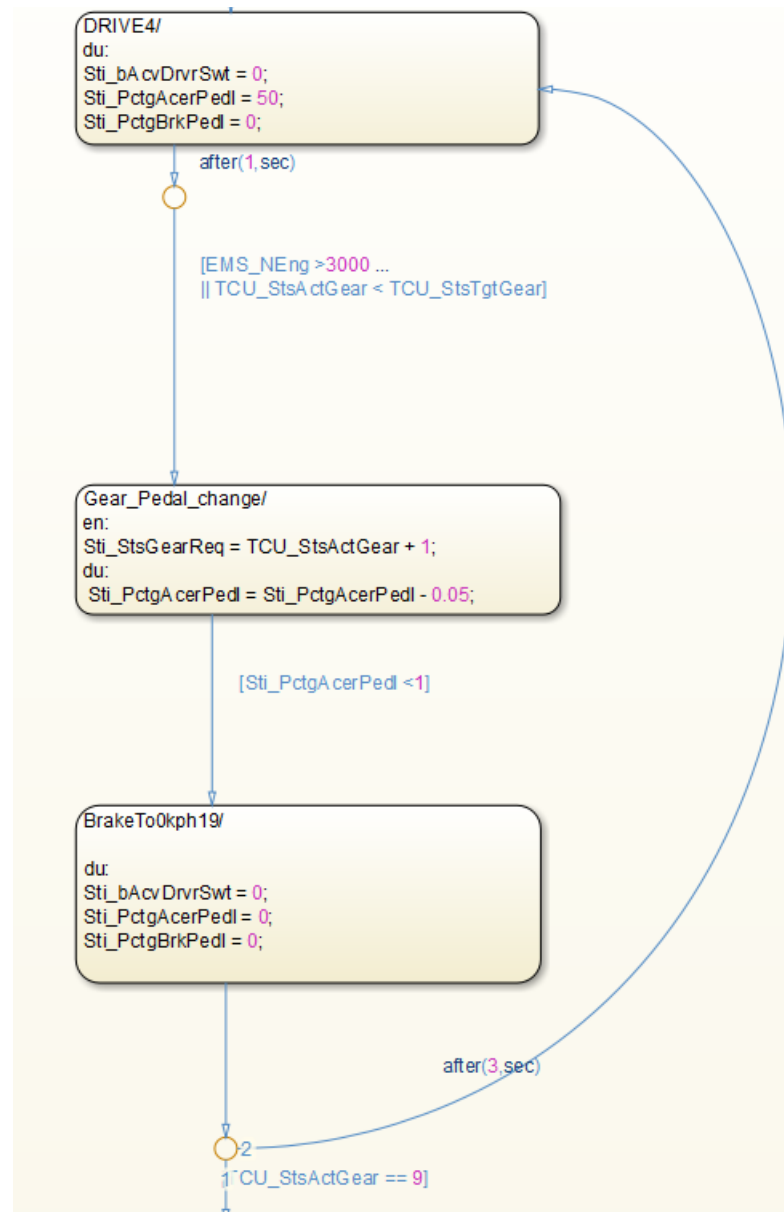 DRIVE4/
du:
Sti_bAcvDrvrSwt = 0;
Sti_PctgAcerPedl = 50;
Sti_PctgBrkPedl = 0;
after(1,sec)
[EMS_NEng >3000 ...
|| TCU_StsActGear < TCU_StsTgtGear]
Gear_Pedal_change/
en:
Sti_StsGearReq = TCU_StsActGear + 1;
du:
Sti_PctgAcerPedl = Sti_PctgAcerPedl - 0.05;
[Sti_PctgAcerPedl <1]
BrakeTo0kph19/
du:
Sti_bAcvDrvrSwt = 0;
Sti_PctgAcerPedl = 0;
Sti_PctgBrkPedl = 0;
after(3,sec)
2
1 TCU_StsActGear == 9]